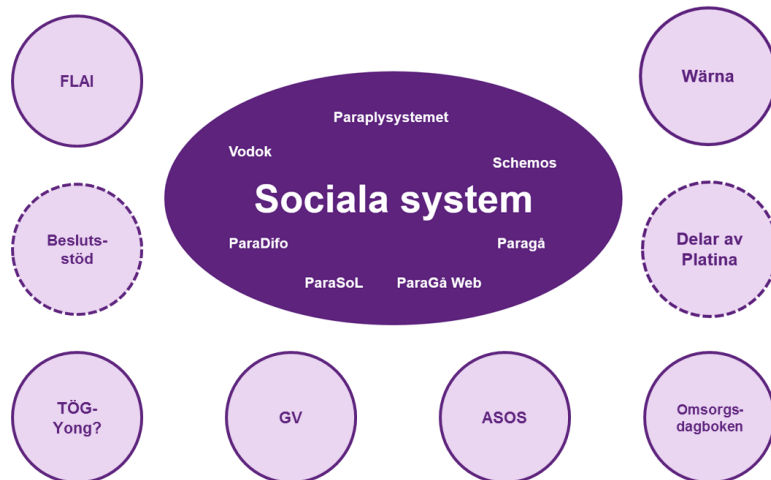 FLAI
Wärna
Paraplysystemet
Vodok
Schemos
Sociala system
Besluts-
stöd
ParaDifo
Paragå
Delar av
Platina
ParaSoL
ParaGå Web
TÖG-
Yong?
GV
ASOS
Omsorgs-
dagboken